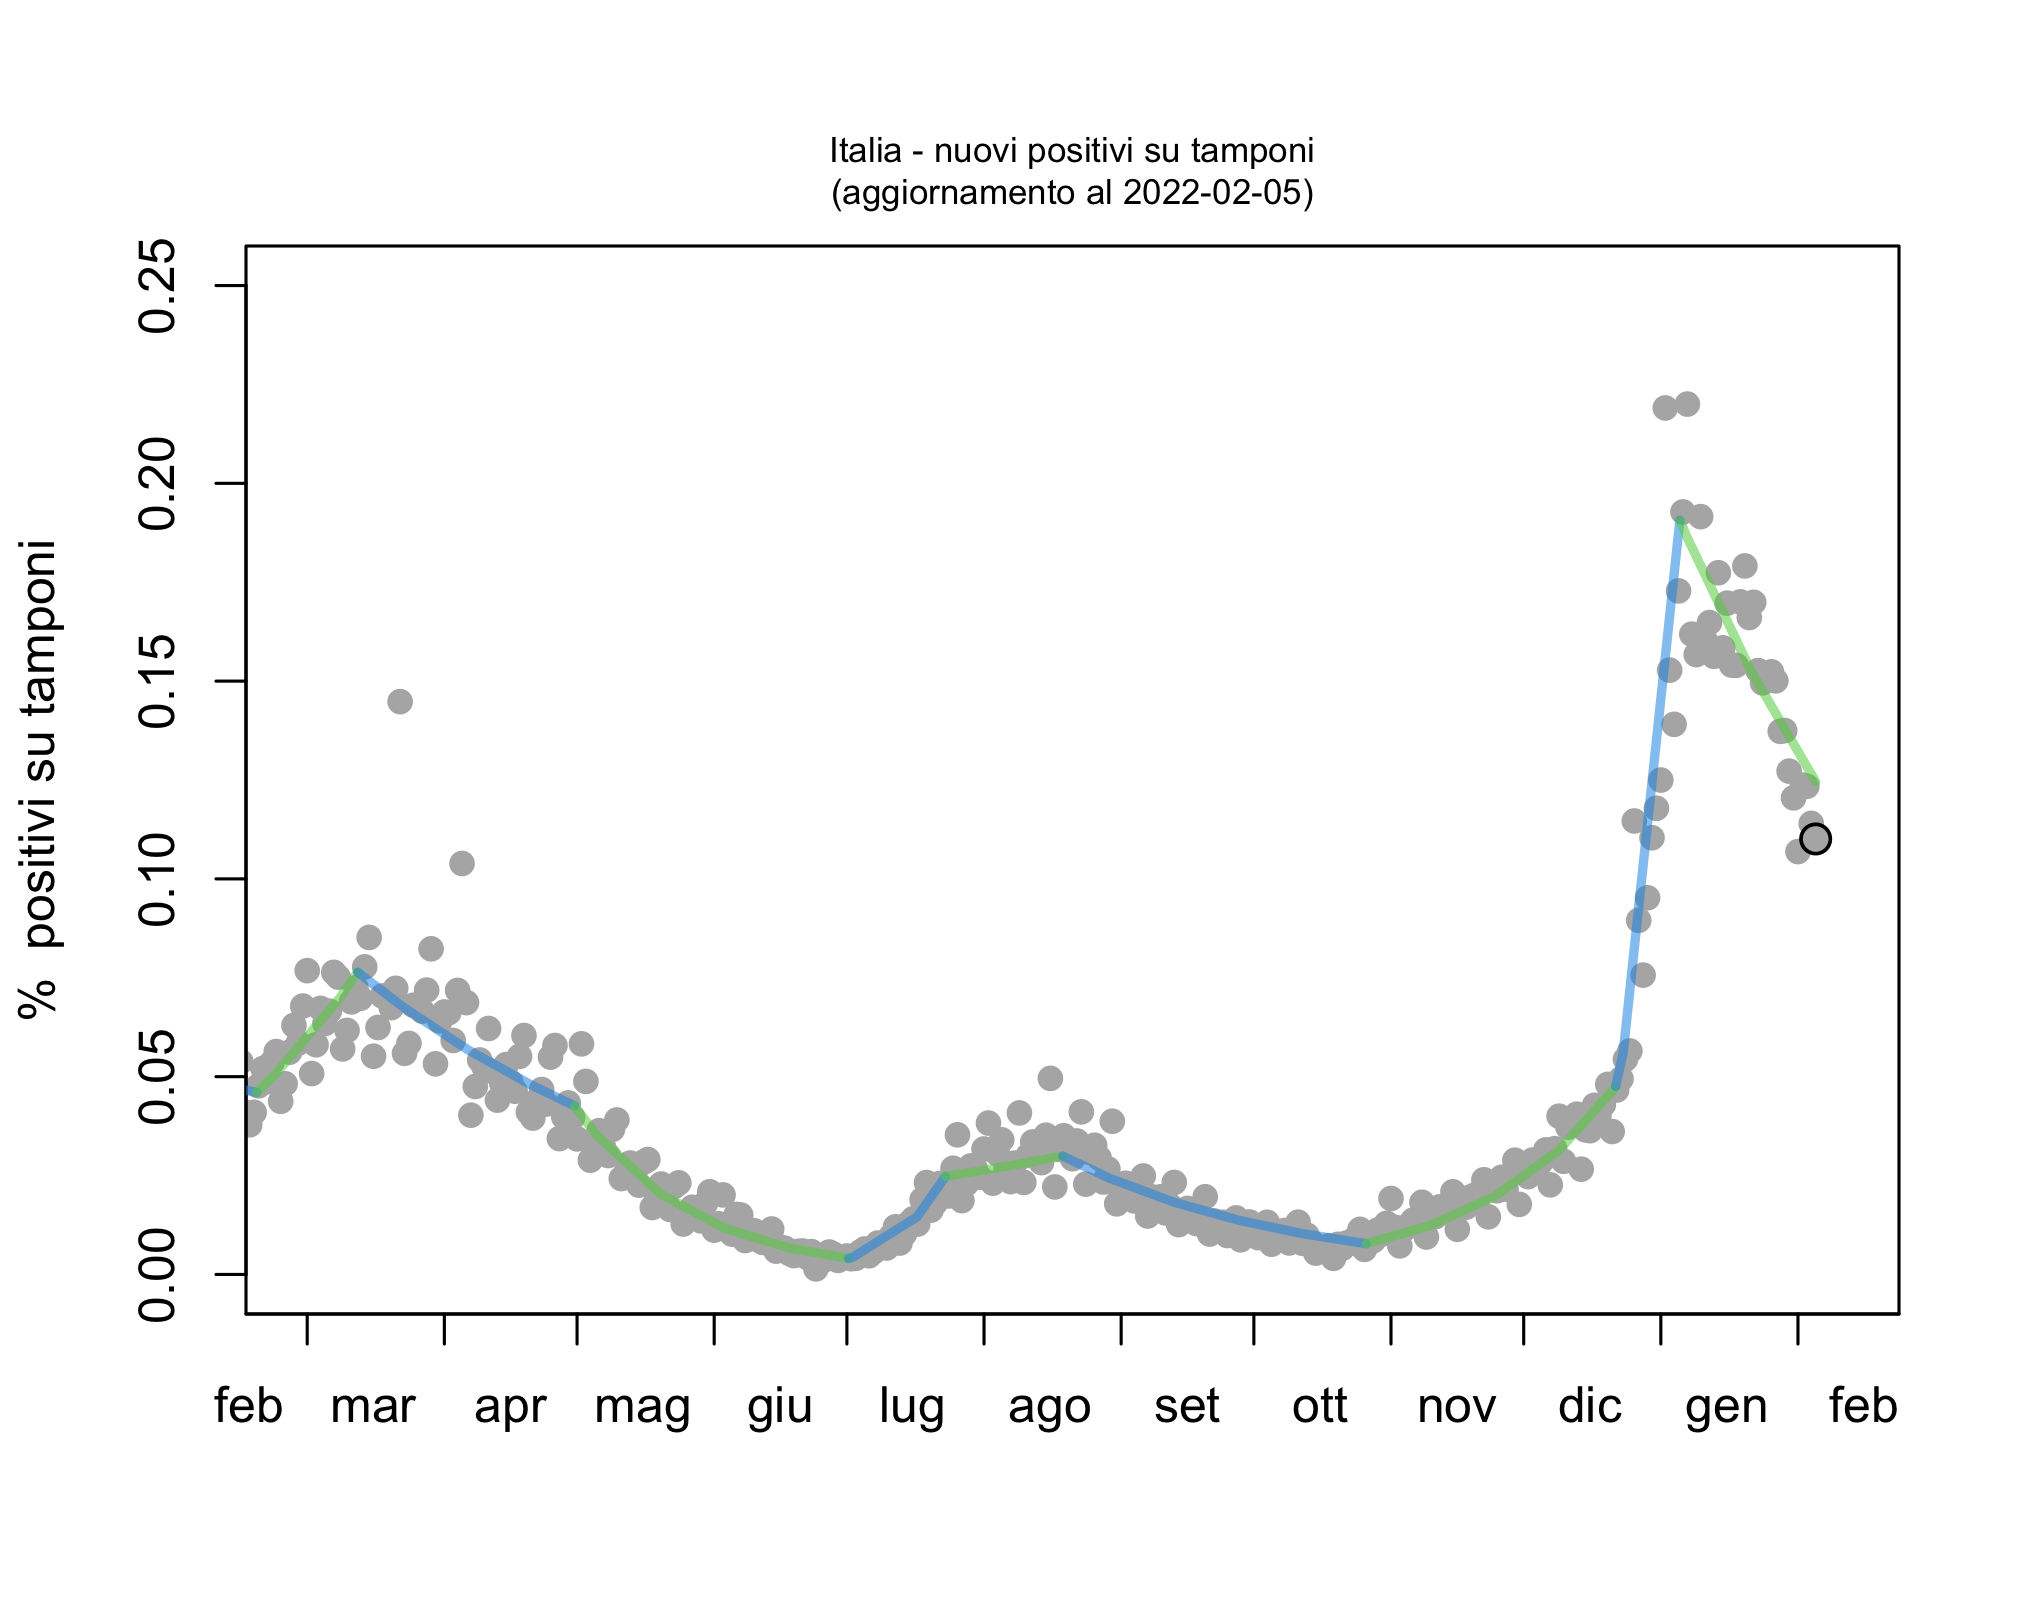 Italia - nuovi positivi su tamponi
(aggiornamento al 2022-02-05)
% positivi su tamponi
0.25
0.20
0.15
0.10
0.05
0.00
feb mar apr mag giu lug ago set ott nov dic gen feb